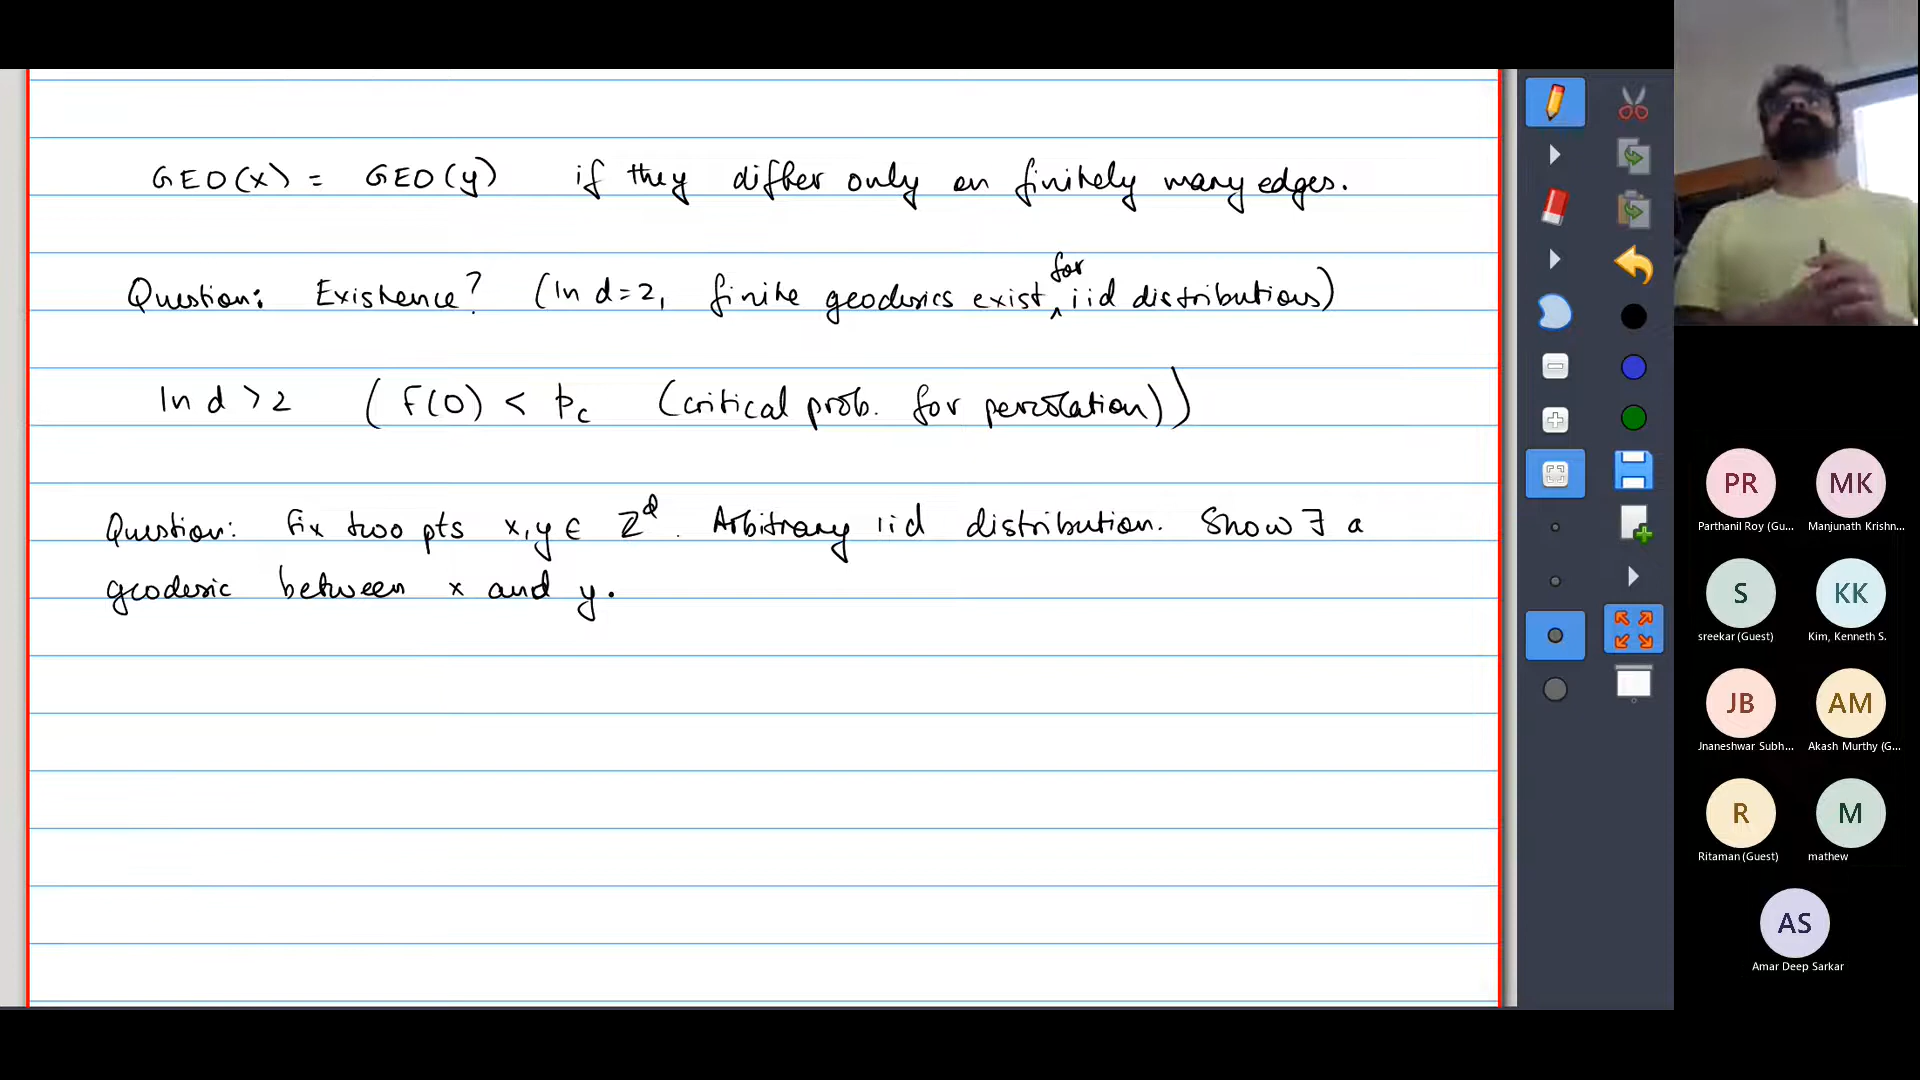 GEO(x) = GEO(y) if they differ only on finitely many edges.
for
Question: Existence? (In d=2, finite geodesics exist ^ iid distributions)
In d > 2 ( F(0) < pc (critical prob. for percolation))
Question: Fix two pts x, y ∈ Z^d. Arbitrary iid distribution. Show ∃ a
geodesic between x and y.
PR MK
Parthanil Roy (Gu... Manjunath Krishn...
S KK
sreekar (Guest) Kim, Kenneth S.
JB AM
Jnaneshwar Subh... Akash Murthy (G...
R M
Ritaman (Guest) mathew
AS
Amar Deep Sarkar